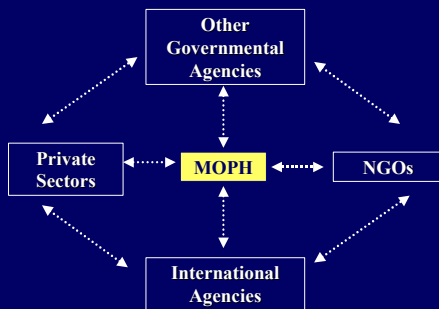 Other
Governmental
Agencies
Private
Sectors
MOPH
NGOs
International
Agencies